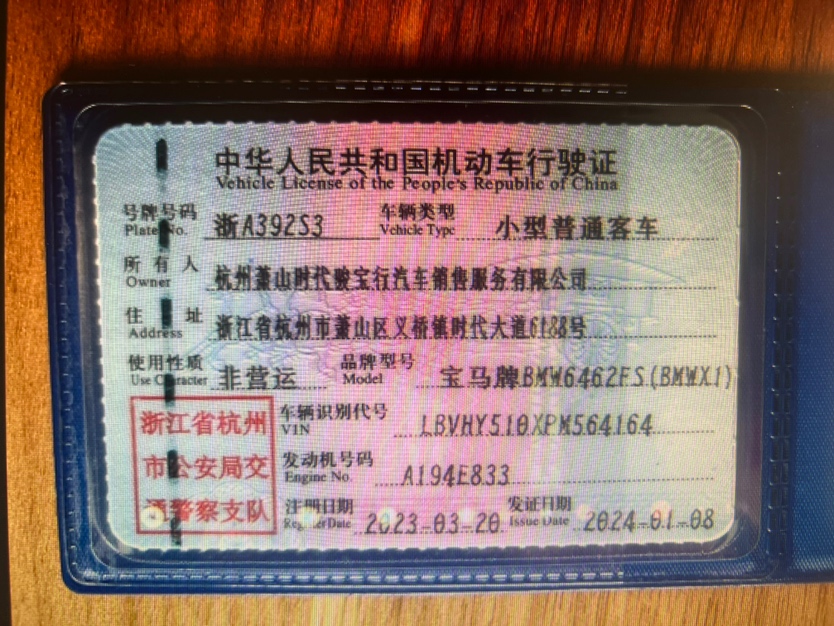 中华人民共和国机动车行驶证
Vehicle License of the People's Republic of China
号牌号码 浙A392S3 车辆类型 小型普通客车
Plate No. Vehicle Type
所有人 杭州萧山时代骏宝行汽车销售服务有限公司
Owner
住址 浙江省杭州市萧山区义桥镇时代大道6188号
Address
使用性质 非营运 品牌型号 宝马牌BMW6462FS(BMWX1)
Use Character Model
浙江省杭州
市公安局交
通警察支队
车辆识别代号 LBVHY510XPM564164
VIN
发动机号码 A194E833
Engine No.
注册日期 2023-03-20 发证日期 2024-01-08
Register Date Issue Date